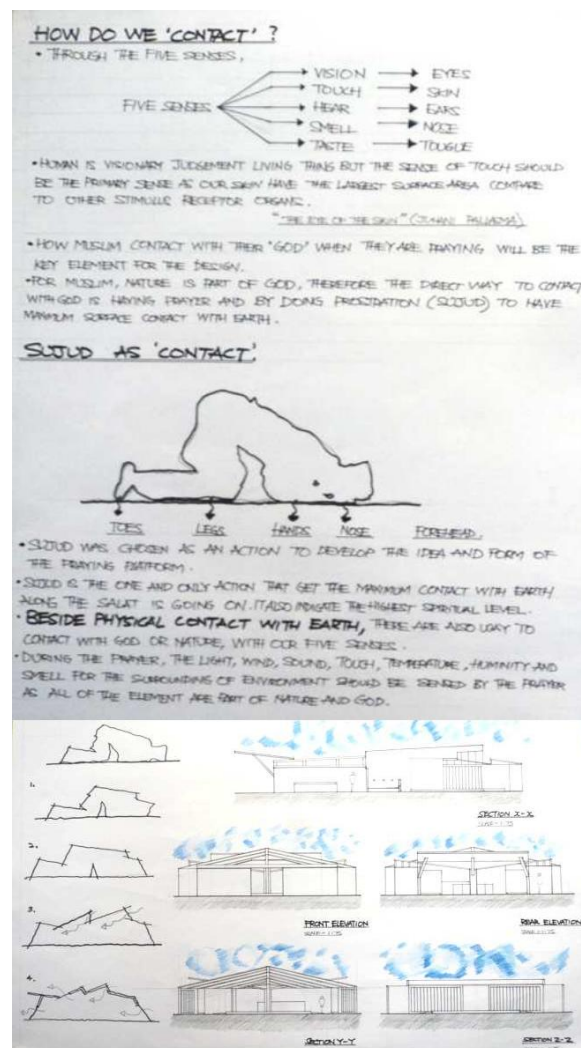 HOW DO WE 'CONTACT' ?
• THROUGH THE FIVE SENSES,
FIVE SENSES
VISION EYES
TOUCH SKIN
HEAR EARS
SMELL NOSE
TASTE TOUGUE
• HUMAN IS VISIONARY JUDGEMENT LIVING THING BUT THE SENSE OF TOUCH SHOULD
BE THE PRIMARY SENSE AS OUR SKIN HAVE THE LARGEST SURFACE AREA COMPARE
TO OTHER STIMULUS RECEPTOR ORGANS.
"THE EYE OF THE SKIN" (JUHANI PALLASMA)
• HOW MUSLIM CONTACT WITH THEIR 'GOD' WHEN THEY ARE PRAYING WILL BE THE
KEY ELEMENT FOR THE DESIGN.
• FOR MUSLIM, NATURE IS PART OF GOD, THEREFORE THE DIRECT WAY TO CONTACT
WITH GOD IS HAVING PRAYER AND BY DOING PROSTRATION (SUJUD) TO HAVE
MAXIMUM SURFACE CONTACT WITH EARTH.
SUJUD AS 'CONTACT'.
TOES LEGS HANDS NOSE FOREHEAD.
• SUJUD WAS CHOSEN AS AN ACTION TO DEVELOP THE IDEA AND FORM OF
THE PRAYING PLATFORM.
• SUJUD IS THE ONE AND ONLY ACTION THAT GET THE MAXIMUM CONTACT WITH EARTH
ALONG THE SALAT IS GOING ON. IT ALSO INDICATE THE HIGHEST SPIRITUAL LEVEL.
• BESIDE PHYSICAL CONTACT WITH EARTH, THERE ARE ALSO WAY TO
CONTACT WITH GOD OR NATURE, WITH OUR FIVE SENSES.
• DURING THE PRAYER, THE LIGHT, WIND, SOUND, TOUCH, TEMPERATURE, HUMINITY AND
SMELL FOR THE SURROUNDING OF ENVIRONMENT SHOULD BE SENSED BY THE PRAYER
AS ALL OF THE ELEMENT ARE PART OF NATURE AND GOD.
1.
2.
3.
4.
SECTION X-X
FRONT ELEVATION
REAR ELEVATION
SECTION Y-Y
SECTION Z-Z